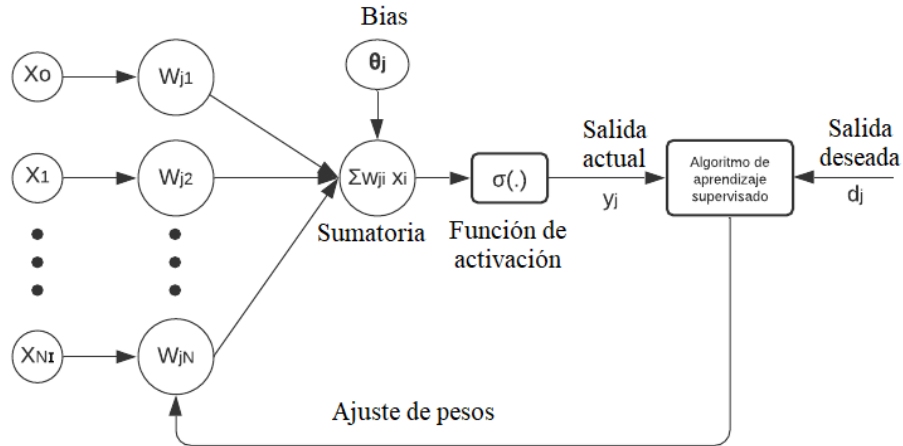 Bias
θj
Xo
Wj1
X1
Wj2
ΣWji Xi
Sumatoria
σ(.)
Función de
activación
Salida
actual
yj
Algoritmo de
aprendizaje
supervisado
Salida
deseada
dj
XNI
WjN
Ajuste de pesos